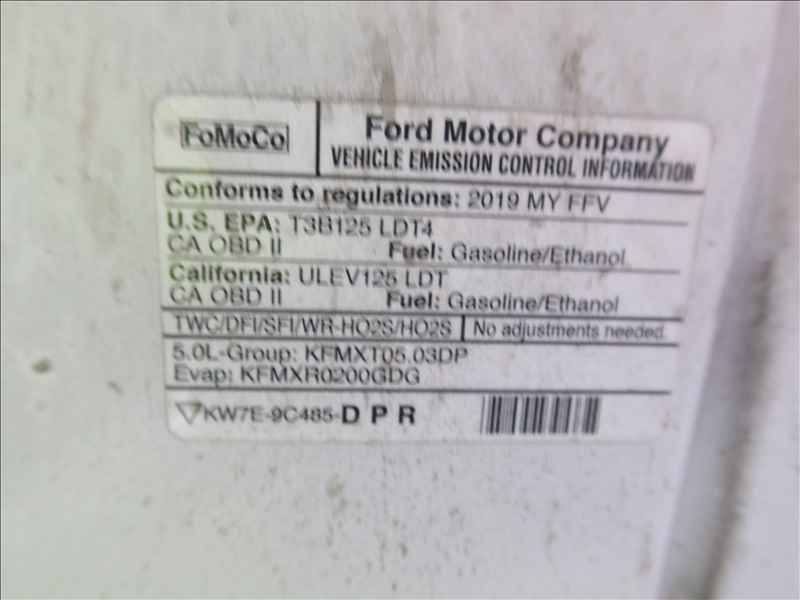 FoMoCo
Ford Motor Company
VEHICLE EMISSION CONTROL INFORMATION
Conforms to regulations: 2019 MY FFV
U.S. EPA: T3B125 LDT4
CA OBD II Fuel: Gasoline/Ethanol
California: ULEV125 LDT
CA OBD II Fuel: Gasoline/Ethanol
TWC/DFI/SFI/WR-HO2S/HO2S No adjustments needed.
5.0L-Group: KFMXT05.03DP
Evap: KFMXR0200GDG
KW7E-9C485-D P R